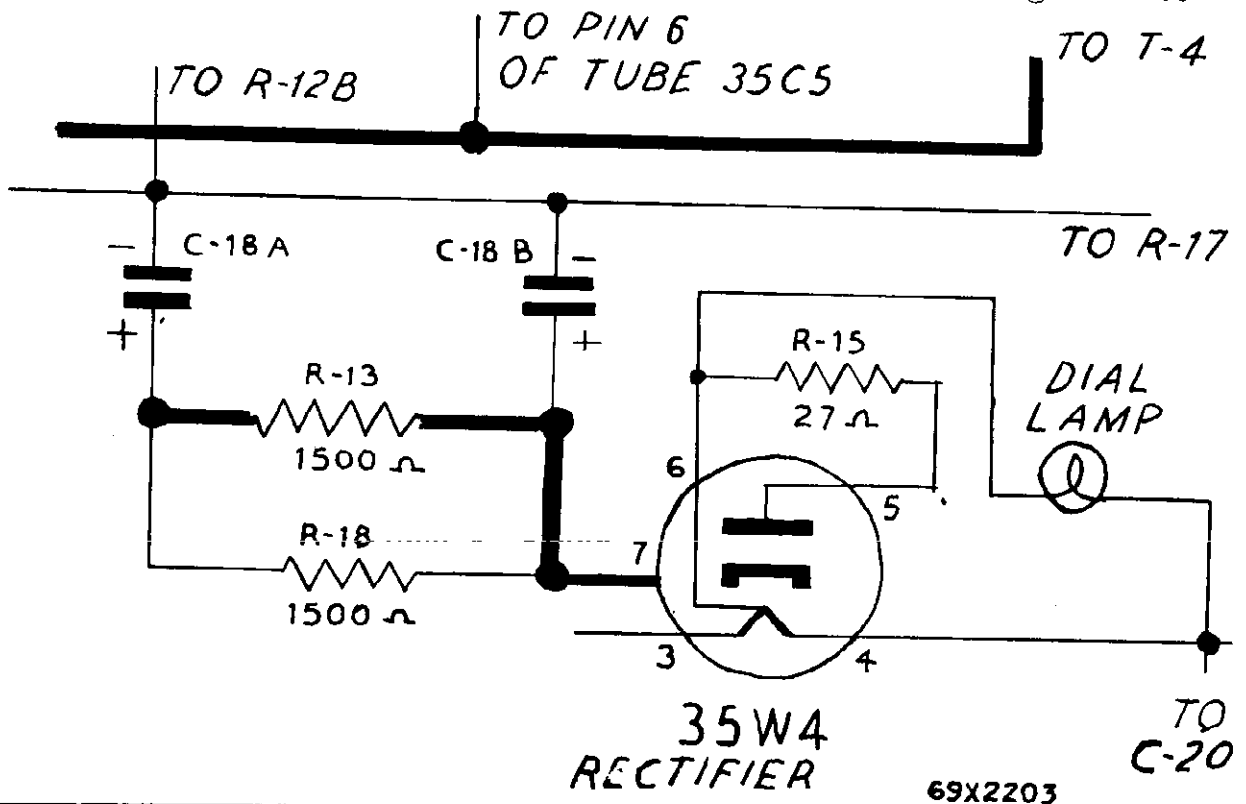 TO PIN 6
OF TUBE 35C5
TO T-4
TO R-12B
TO R-17
C-18 A
C-18 B
−
−
+
+
R-13
1500 Ω
R-15
27 Ω
DIAL
LAMP
R-18
1500 Ω
6
5
7
3
4
35W4
RECTIFIER
TO
C-20
69X2203